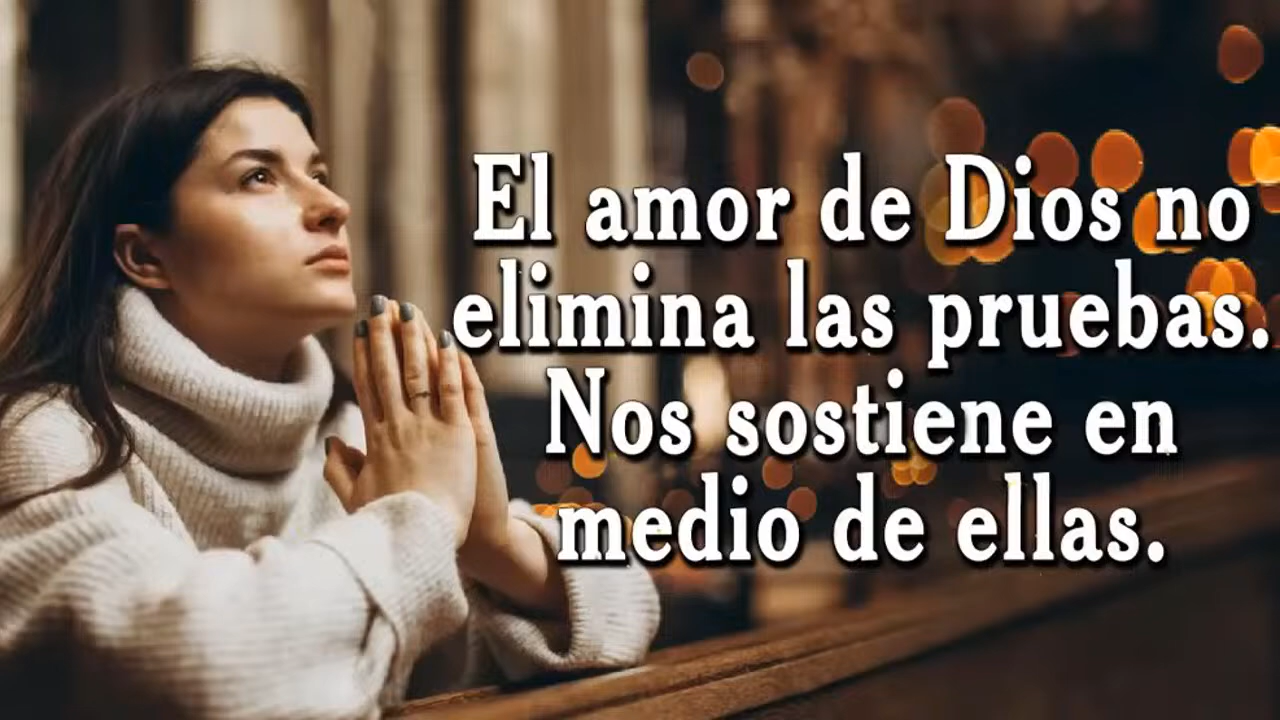 El amor de Dios no
elimina las pruebas.
Nos sostiene en
medio de ellas.